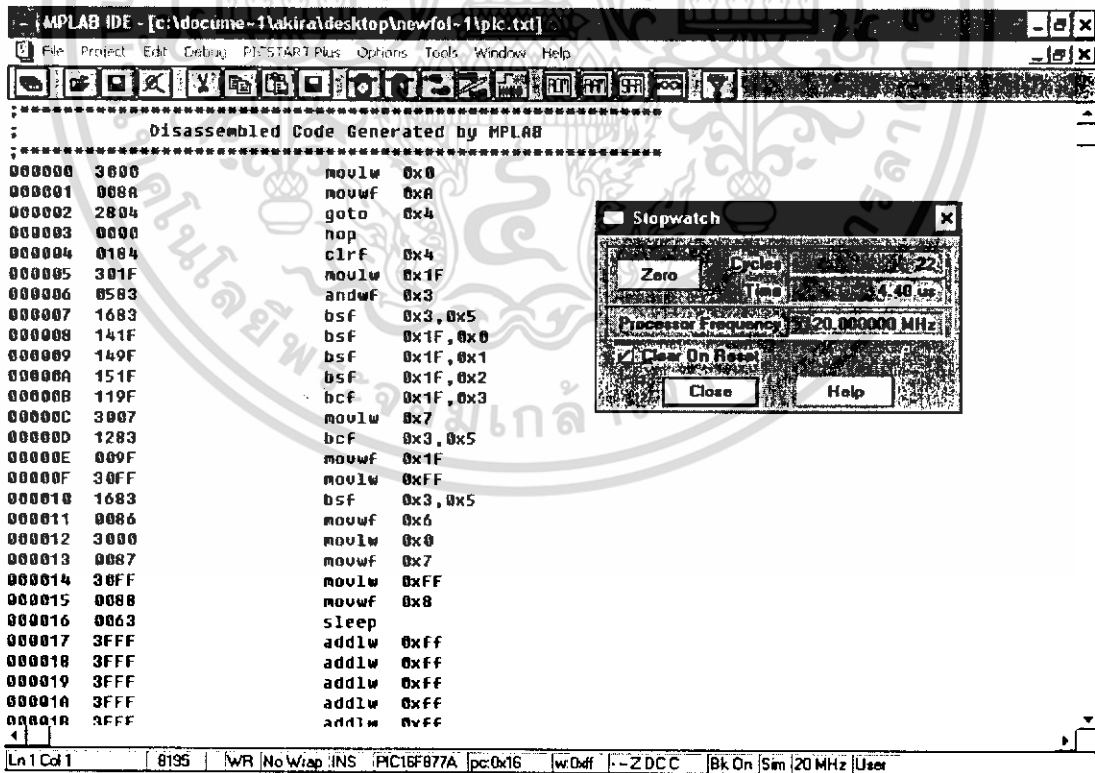 MPLAB IDE - [c:\docume~1\akira\desktop\newfol~1\plc.txt]
File Project Edit Debug PICSTART Plus Options Tools Window Help
;*********************************************************************
; Disassembled Code Generated by MPLAB
;*********************************************************************
000000 3000 movlw 0x0
000001 008A movwf 0xA
000002 2804 goto 0x4
000003 0000 nop
000004 0184 clrf 0x4
000005 301F movlw 0x1F
000006 0583 andwf 0x3
000007 1683 bsf 0x3,0x5
000008 141F bsf 0x1F,0x0
000009 149F bsf 0x1F,0x1
00000A 151F bsf 0x1F,0x2
00000B 119F bcf 0x1F,0x3
00000C 3007 movlw 0x7
00000D 1283 bcf 0x3,0x5
00000E 009F movwf 0x1F
00000F 30FF movlw 0xFF
000010 1683 bsf 0x3,0x5
000011 0086 movwf 0x6
000012 3000 movlw 0x0
000013 0087 movwf 0x7
000014 30FF movlw 0xFF
000015 0088 movwf 0x8
000016 0063 sleep
000017 3FFF addlw 0xff
000018 3FFF addlw 0xff
000019 3FFF addlw 0xff
00001A 3FFF addlw 0xff
00001B 3FFF addlw 0xff
Stopwatch
Zero
Cycles 22
Time 4.40 us
Processor Frequency 20.000000 MHz
Clear On Reset
Close Help
Ln 1 Col 1 8195 WR No Wrap INS PIC16F877A pc:0x16 w:0xff --Z DC C Bk On Sim 20 MHz User